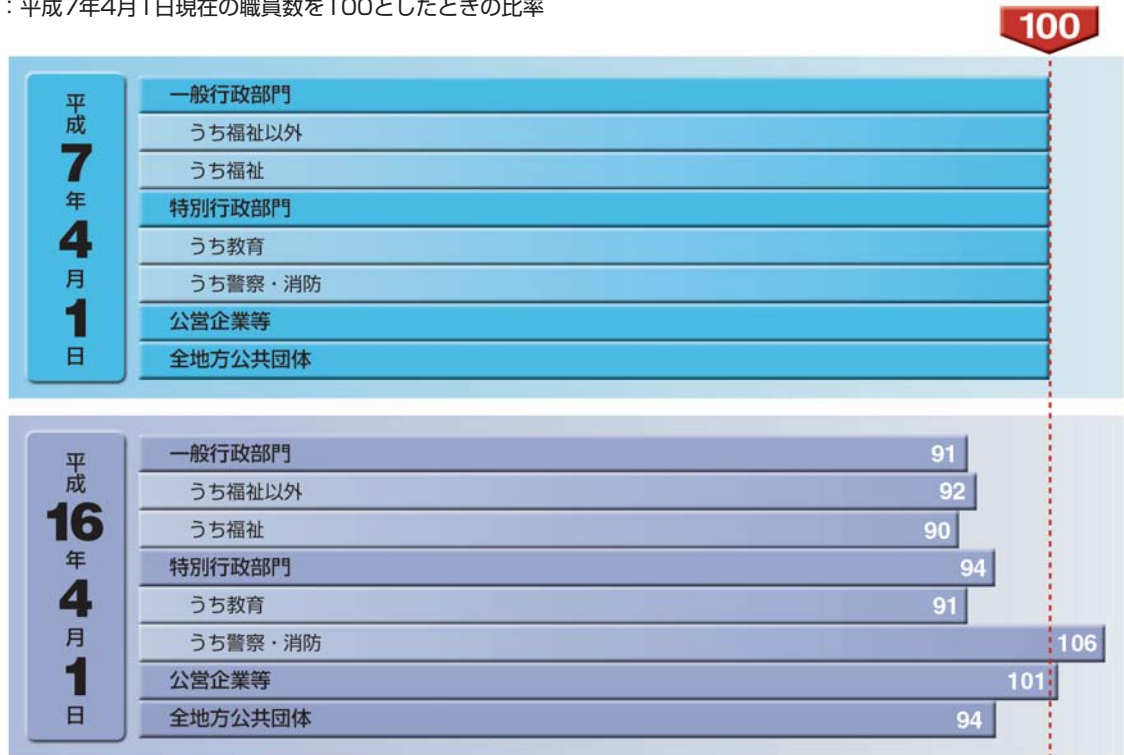 ：平成7年4月1日現在の職員数を100としたときの比率
100
平成7年4月1日
一般行政部門
うち福祉以外
うち福祉
特別行政部門
うち教育
うち警察・消防
公営企業等
全地方公共団体
平成16年4月1日
一般行政部門 91
うち福祉以外 92
うち福祉 90
特別行政部門 94
うち教育 91
うち警察・消防 106
公営企業等 101
全地方公共団体 94